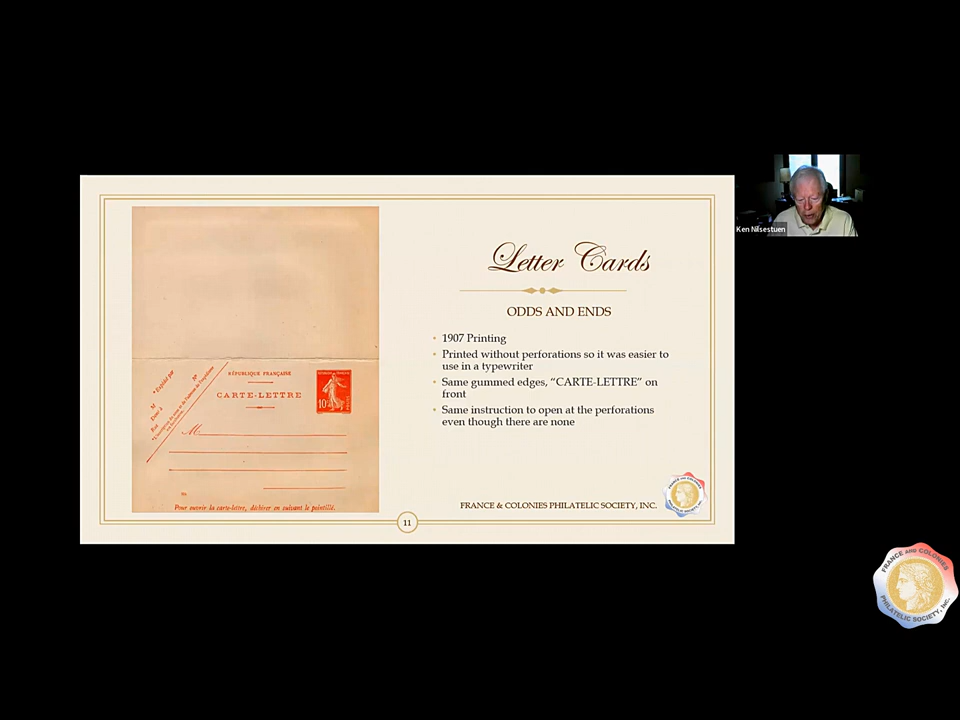 RÉPUBLIQUE FRANÇAISE
CARTE-LETTRE
10c
M.
Pour ouvrir la carte-lettre, déchirer en suivant le pointillé.
Letter Cards
ODDS AND ENDS
• 1907 Printing
• Printed without perforations so it was easier to
use in a typewriter
• Same gummed edges, “CARTE-LETTRE” on
front
• Same instruction to open at the perforations
even though there are none
FRANCE & COLONIES PHILATELIC SOCIETY, INC.
11
Ken Nilsestuen
FRANCE and COLONIES
PHILATELIC SOCIETY, Inc.